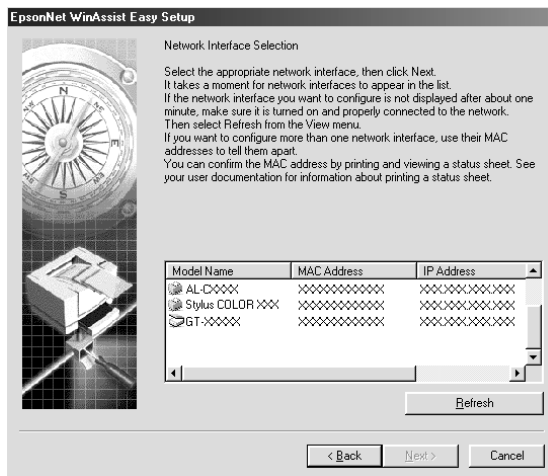 EpsonNet WinAssist Easy Setup
Network Interface Selection
Select the appropriate network interface, then click Next.
It takes a moment for network interfaces to appear in the list.
If the network interface you want to configure is not displayed after about one
minute, make sure it is turned on and properly connected to the network.
Then select Refresh from the View menu.
If you want to configure more than one network interface, use their MAC
addresses to tell them apart.
You can confirm the MAC address by printing and viewing a status sheet. See
your user documentation for information about printing a status sheet.
Model Name MAC Address IP Address
AL-CXXXX XXXXXXXXXXXX XXX.XXX.XXX.XXX
Stylus COLOR XXX XXXXXXXXXXXX XXX.XXX.XXX.XXX
GT-XXXXX XXXXXXXXXXXX XXX.XXX.XXX.XXX
Refresh
< Back Next > Cancel